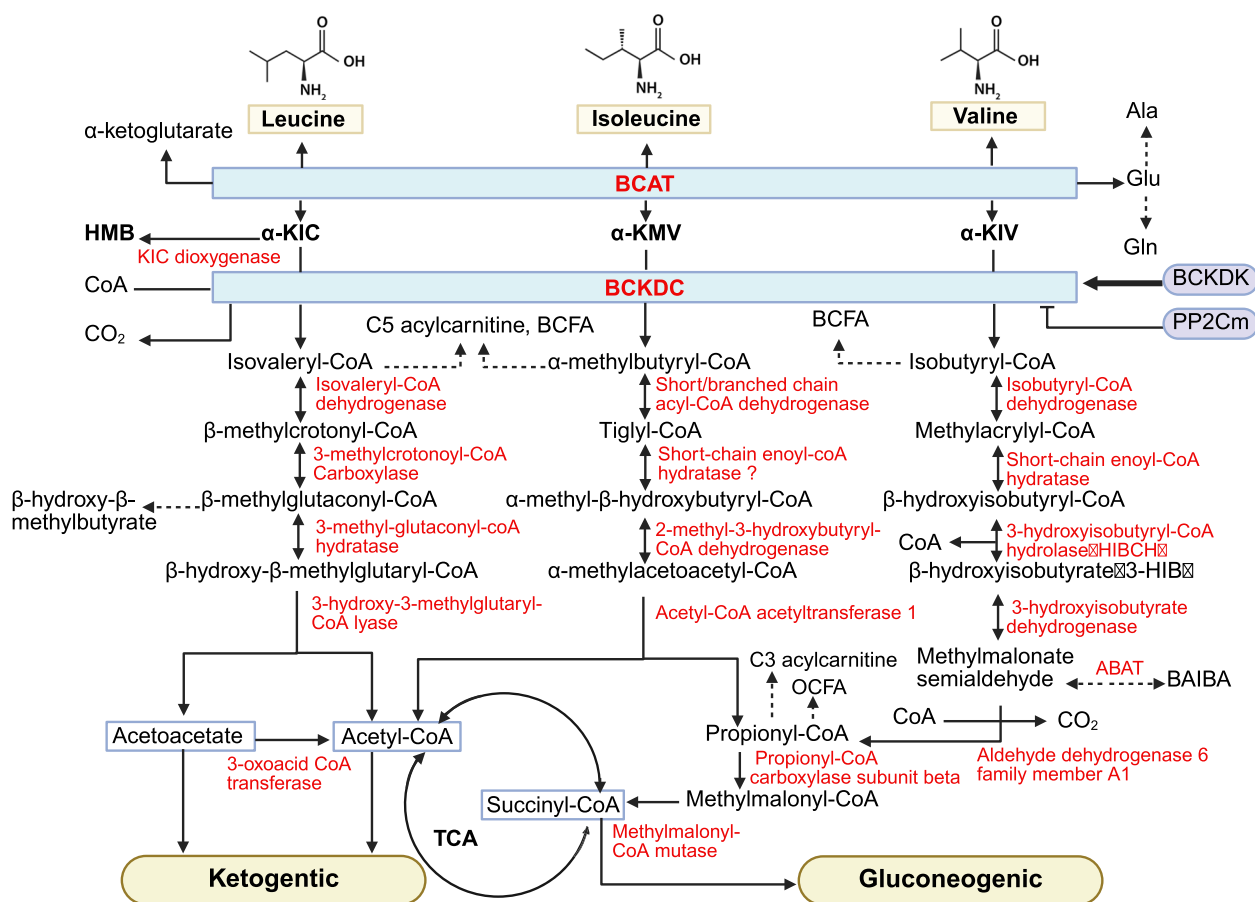 O
OH
NH2
O
OH
NH2
O
OH
NH2
Leucine
Isoleucine
Valine
α-ketoglutarate
Ala
BCAT
Glu
HMB
α-KIC
α-KMV
α-KIV
Gln
KIC dioxygenase
CoA
BCKDC
BCKDK
CO2
C5 acylcarnitine, BCFA
BCFA
PP2Cm
Isovaleryl-CoA
α-methylbutyryl-CoA
Isobutyryl-CoA
Isovaleryl-CoA
dehydrogenase
Short/branched chain
acyl-CoA dehydrogenase
Isobutyryl-CoA
dehydrogenase
β-methylcrotonyl-CoA
Tiglyl-CoA
Methylacrylyl-CoA
3-methylcrotonoyl-CoA
Carboxylase
Short-chain enoyl-coA
hydratase ?
Short-chain enoyl-CoA
hydratase
β-hydroxy-β-
methylbutyrate
β-methylglutaconyl-CoA
α-methyl-β-hydroxybutyryl-CoA
β-hydroxyisobutyryl-CoA
3-methyl-glutaconyl-coA
hydratase
2-methyl-3-hydroxybutyryl-
CoA dehydrogenase
CoA
3-hydroxyisobutyryl-CoA
hydrolase□HIBCH□
β-hydroxy-β-methylglutaryl-CoA
α-methylacetoacetyl-CoA
β-hydroxyisobutyrate□3-HIB□
3-hydroxy-3-methylglutaryl-
CoA lyase
Acetyl-CoA acetyltransferase 1
3-hydroxyisobutyrate
dehydrogenase
C3 acylcarnitine
Methylmalonate
semialdehyde
ABAT
BAIBA
OCFA
CoA
CO2
Acetoacetate
Acetyl-CoA
Propionyl-CoA
3-oxoacid CoA
transferase
Propionyl-CoA
carboxylase subunit beta
Aldehyde dehydrogenase 6
family member A1
Succinyl-CoA
Methylmalonyl-CoA
TCA
Methylmalonyl-
CoA mutase
Ketogentic
Gluconeogenic